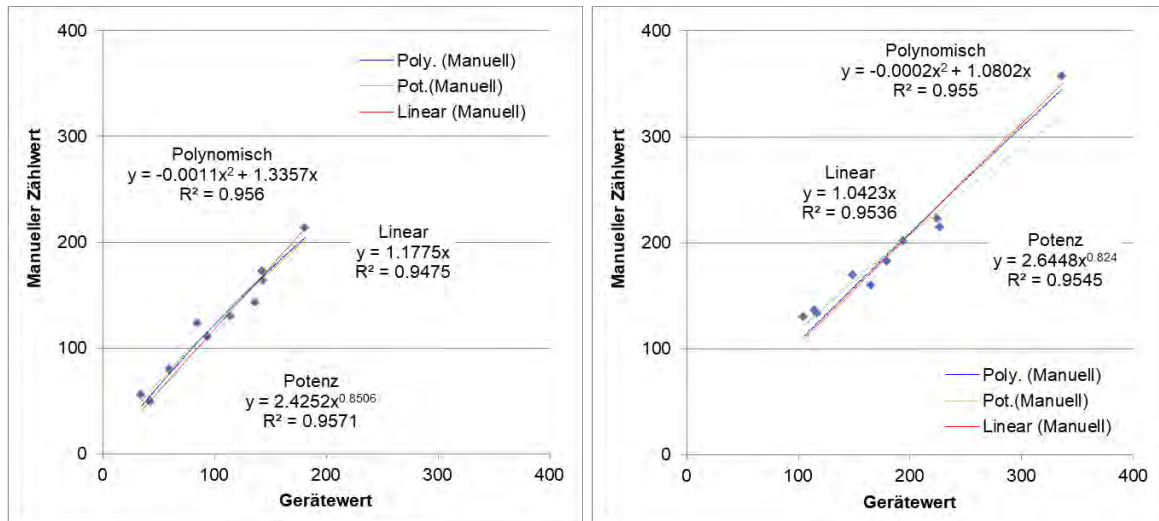 400
300
200
100
0
Manueller Zählwert
Poly. (Manuell)
Pot.(Manuell)
Linear (Manuell)
Polynomisch
y = -0.0011x² + 1.3357x
R² = 0.956
Linear
y = 1.1775x
R² = 0.9475
Potenz
y = 2.4252x^0.8506
R² = 0.9571
0 100 200 300 400
Gerätewert
400
300
200
100
0
Manueller Zählwert
Polynomisch
y = -0.0002x² + 1.0802x
R² = 0.955
Linear
y = 1.0423x
R² = 0.9536
Potenz
y = 2.6448x^0.824
R² = 0.9545
Poly. (Manuell)
Pot.(Manuell)
Linear (Manuell)
0 100 200 300 400
Gerätewert